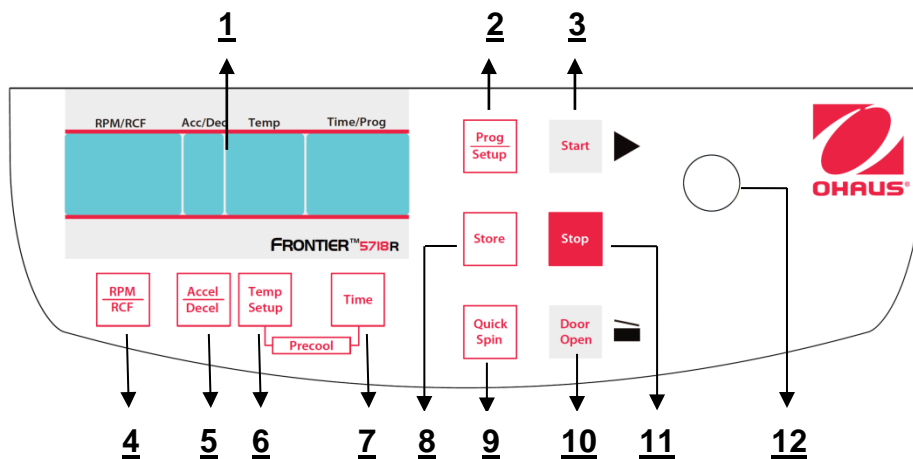 1 2 3
RPM/RCF Acc/Dec Temp Time/Prog
Prog
Setup
Start
OHAUS®
FRONTIER™5718R
Store
Stop
RPM
RCF
Accel
Decel
Temp
Setup
Time
Precool
Quick
Spin
Door
Open
4 5 6 7 8 9 10 11 12